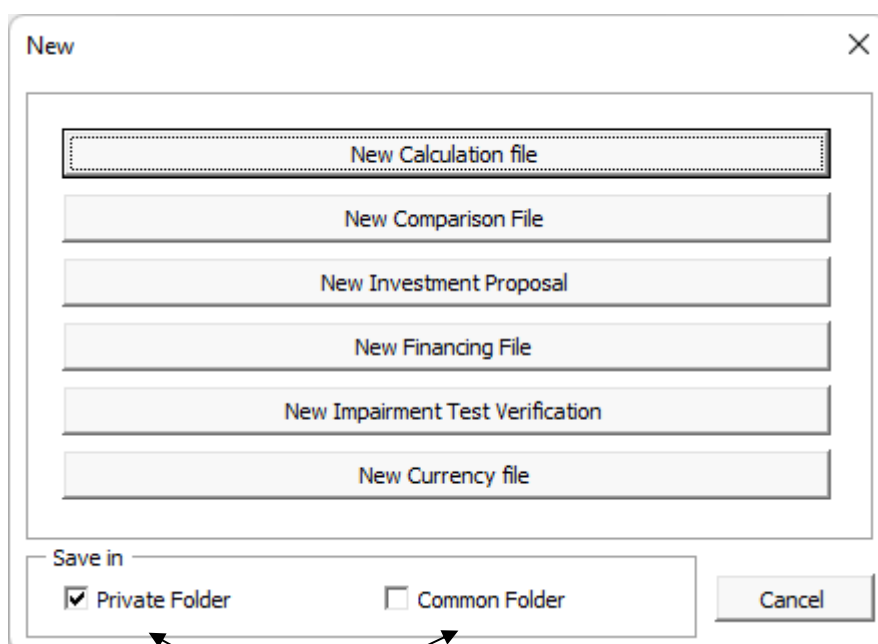 New
New Calculation file
New Comparison File
New Investment Proposal
New Financing File
New Impairment Test Verification
New Currency file
Save in
Private Folder Common Folder Cancel